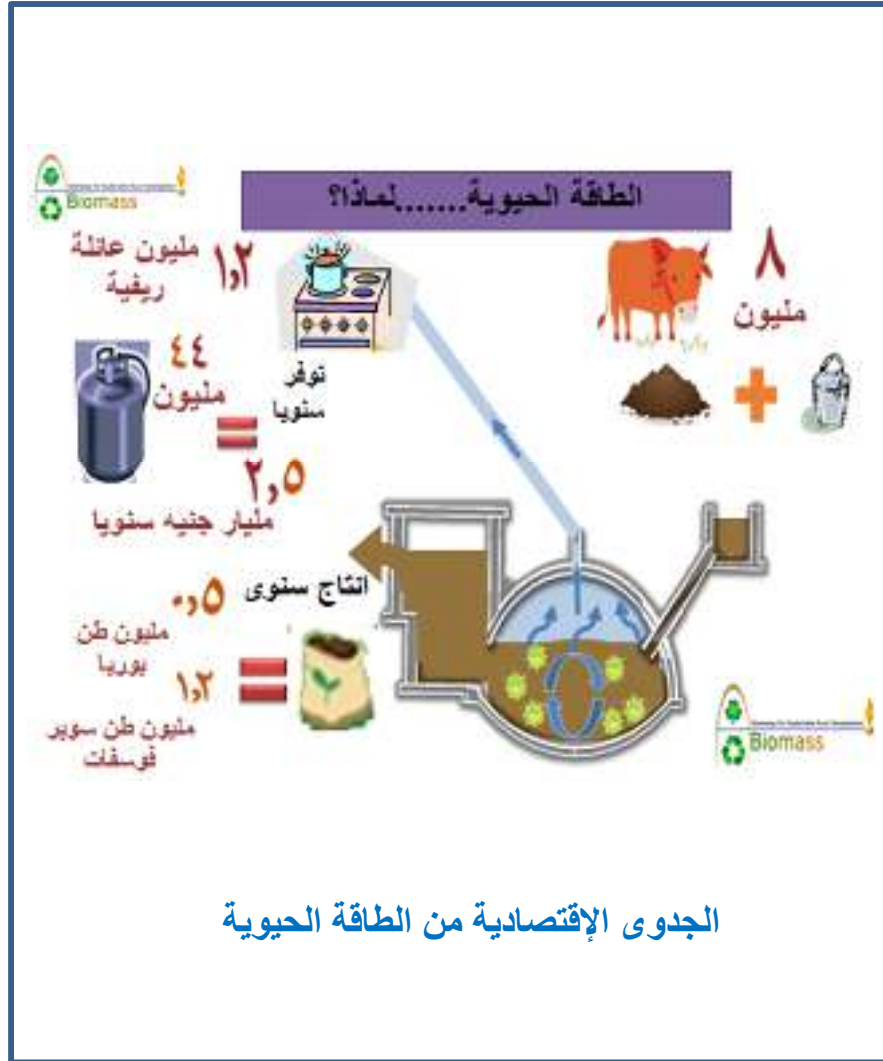 الطاقة الحيوية.......لماذا؟
Biomass
٨
مليون
١,٢
مليون عائلة
ريفية
توفر
سنويا
٤٤
مليون
٢,٥
مليار جنيه سنويا
انتاج سنوى
٠,٥
مليون طن
يوريا
١,٢
مليون طن سوبر
فوسفات
Biomass
الجدوى الإقتصادية من الطاقة الحيوية